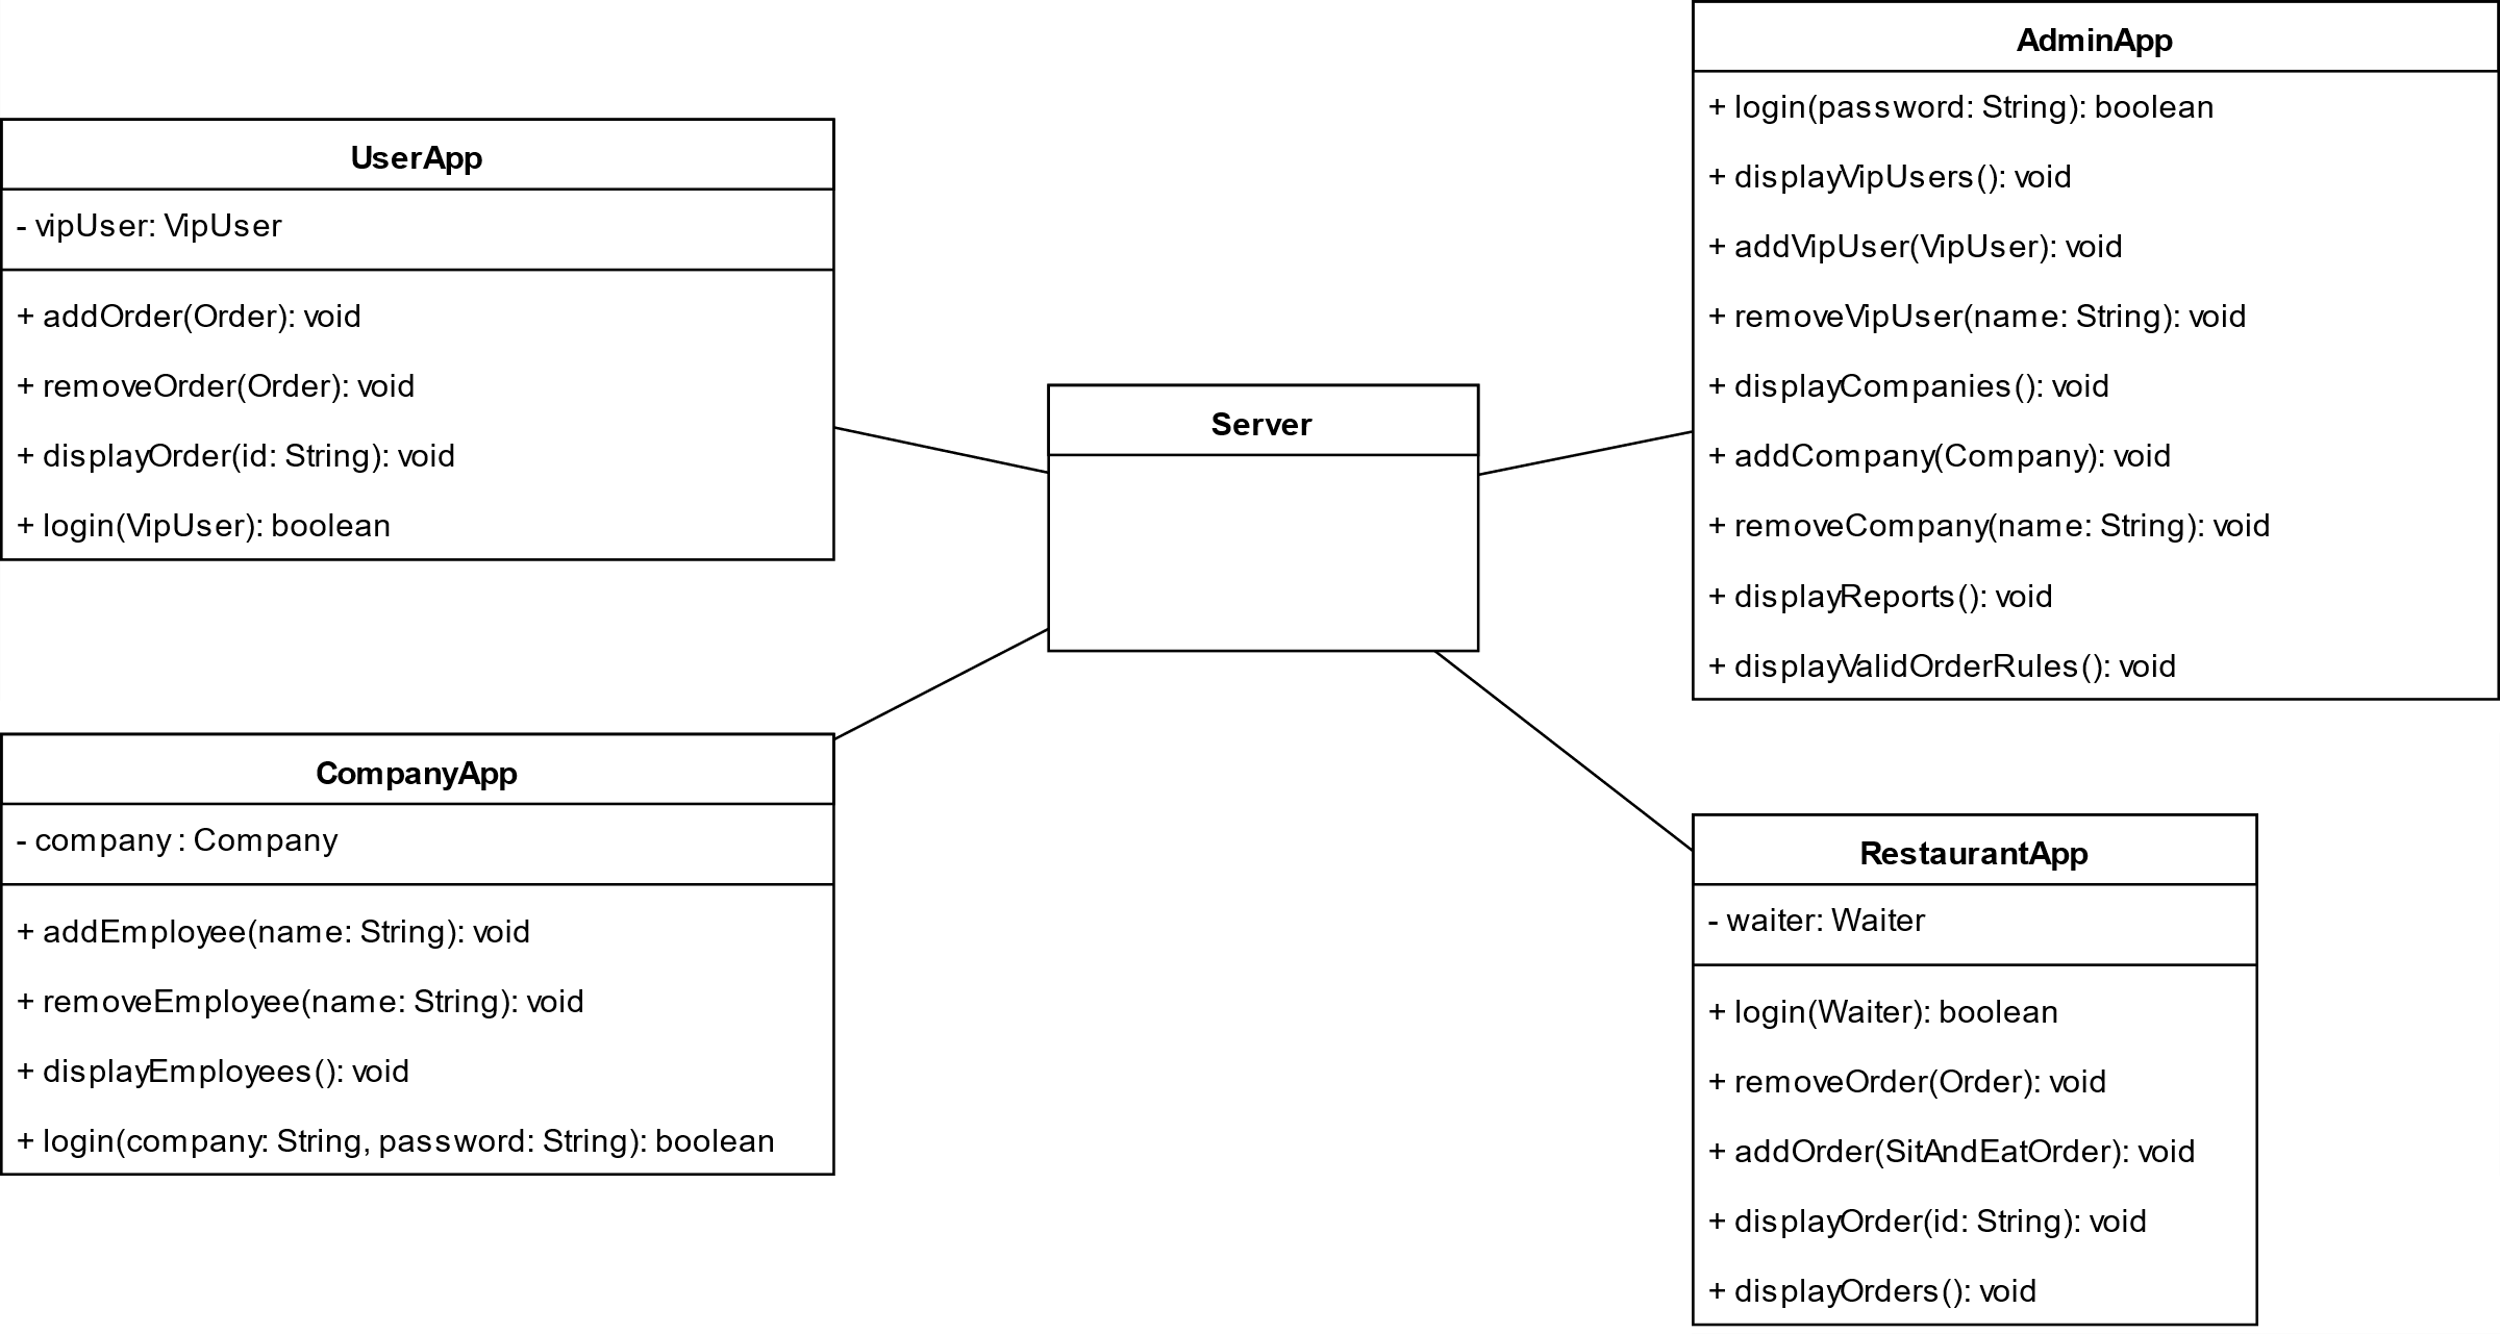 UserApp
- vipUser: VipUser
+ addOrder(Order): void
+ removeOrder(Order): void
+ displayOrder(id: String): void
+ login(VipUser): boolean
Server
AdminApp
+ login(password: String): boolean
+ displayVipUsers(): void
+ addVipUser(VipUser): void
+ removeVipUser(name: String): void
+ displayCompanies(): void
+ addCompany(Company): void
+ removeCompany(name: String): void
+ displayReports(): void
+ displayValidOrderRules(): void
CompanyApp
- company : Company
+ addEmployee(name: String): void
+ removeEmployee(name: String): void
+ displayEmployees(): void
+ login(company: String, password: String): boolean
RestaurantApp
- waiter: Waiter
+ login(Waiter): boolean
+ removeOrder(Order): void
+ addOrder(SitAndEatOrder): void
+ displayOrder(id: String): void
+ displayOrders(): void